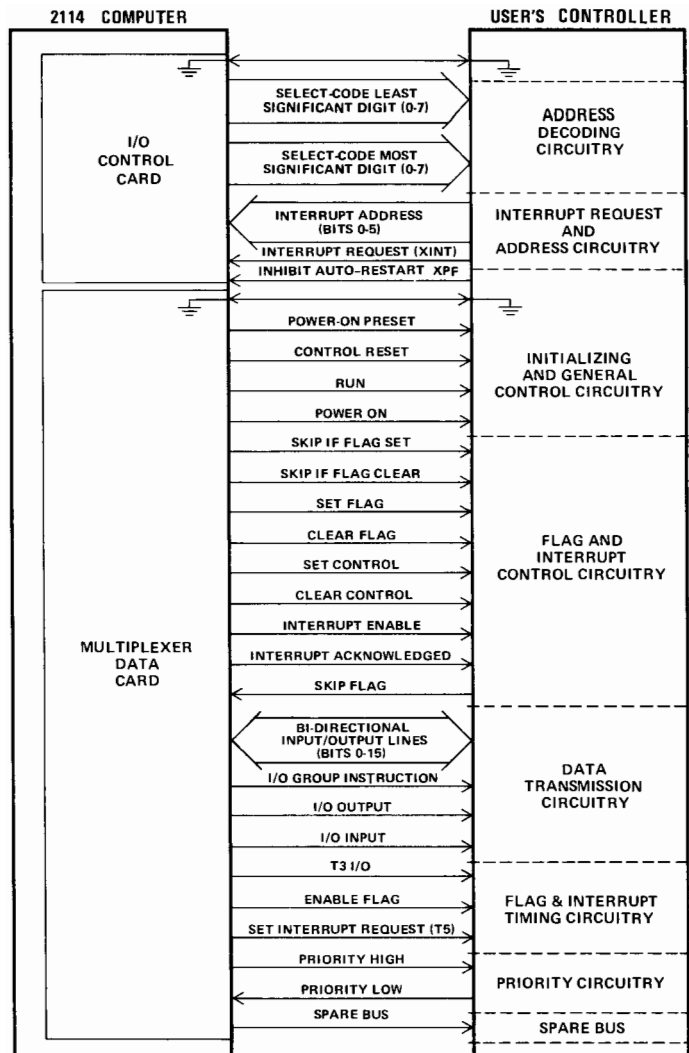 2114 COMPUTER
USER'S CONTROLLER
I/O
CONTROL
CARD
SELECT-CODE LEAST
SIGNIFICANT DIGIT (0-7)
SELECT-CODE MOST
SIGNIFICANT DIGIT (0-7)
ADDRESS
DECODING
CIRCUITRY
INTERRUPT ADDRESS
(BITS 0-5)
INTERRUPT REQUEST (XINT)
INHIBIT AUTO-RESTART XPF
INTERRUPT REQUEST
AND
ADDRESS CIRCUITRY
MULTIPLEXER
DATA
CARD
POWER-ON PRESET
CONTROL RESET
RUN
POWER ON
INITIALIZING
AND GENERAL
CONTROL CIRCUITRY
SKIP IF FLAG SET
SKIP IF FLAG CLEAR
SET FLAG
CLEAR FLAG
SET CONTROL
CLEAR CONTROL
INTERRUPT ENABLE
INTERRUPT ACKNOWLEDGED
SKIP FLAG
FLAG AND
INTERRUPT
CONTROL CIRCUITRY
BI-DIRECTIONAL
INPUT/OUTPUT LINES
(BITS 0-15)
I/O GROUP INSTRUCTION
I/O OUTPUT
I/O INPUT
DATA
TRANSMISSION
CIRCUITRY
T3 I/O
ENABLE FLAG
SET INTERRUPT REQUEST (T5)
FLAG & INTERRUPT
TIMING CIRCUITRY
PRIORITY HIGH
PRIORITY LOW
PRIORITY CIRCUITRY
SPARE BUS
SPARE BUS